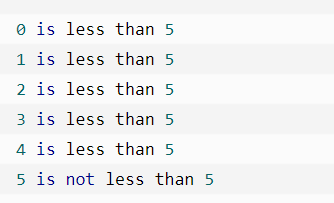 0 is less than 5
1 is less than 5
2 is less than 5
3 is less than 5
4 is less than 5
5 is not less than 5